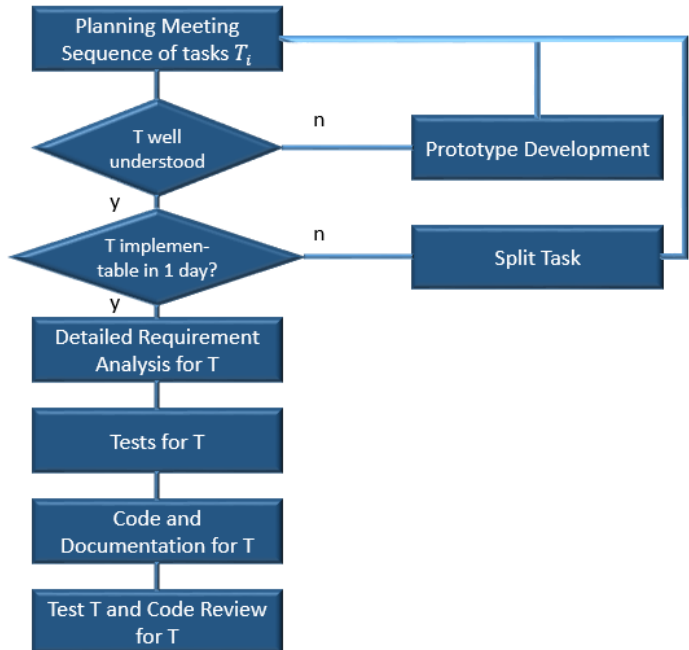 Planning Meeting
Sequence of tasks Tᵢ
T well
understood
n
Prototype Development
y
T implemen-
table in 1 day?
n
Split Task
y
Detailed Requirement
Analysis for T
Tests for T
Code and
Documentation for T
Test T and Code Review
for T